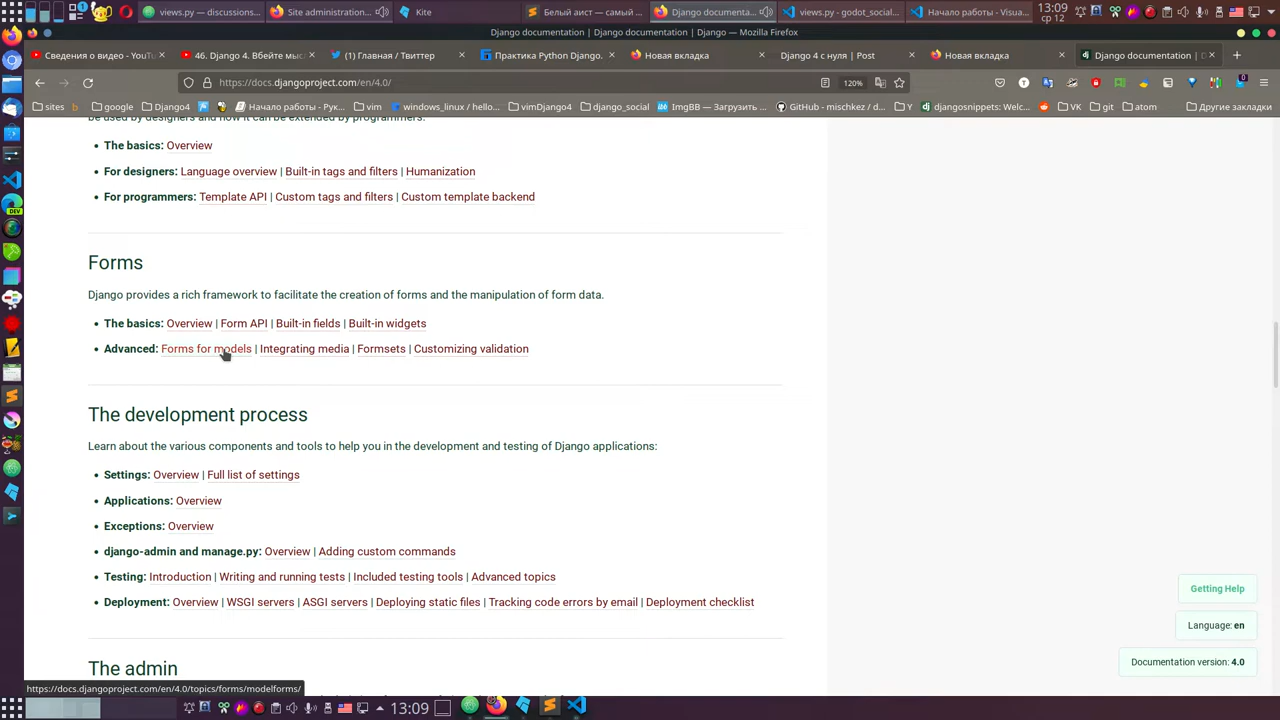 views.py — discussions...
Site administration...
Kite
Белый аист — самый ...
Django documenta...
views.py - godot_social...
Начало работы - Visua...
13:09
ср 12
Django documentation | Django documentation | Django — Mozilla Firefox
Сведения о видео - YouTu
46. Django 4. Вбейте мыс
(1) Главная / Твиттер
Практика Python Django.
Новая вкладка
Django 4 с нуля | Post
Новая вкладка
Django documentation | D
https://docs.djangoproject.com/en/4.0/
120%
sites
google
Django4
Начало работы - Рук...
vim
windows_linux / hello...
vimDjango4
django_social
ImgBB — Загрузить ...
GitHub - mischkez / d...
Y
djangosnippets: Welc...
VK
git
atom
Другие закладки
be used by designers and how it can be extended by programmers.
• The basics: Overview
• For designers: Language overview | Built-in tags and filters | Humanization
• For programmers: Template API | Custom tags and filters | Custom template backend
Forms
Django provides a rich framework to facilitate the creation of forms and the manipulation of form data.
• The basics: Overview | Form API | Built-in fields | Built-in widgets
• Advanced: Forms for models | Integrating media | Formsets | Customizing validation
The development process
Learn about the various components and tools to help you in the development and testing of Django applications:
• Settings: Overview | Full list of settings
• Applications: Overview
• Exceptions: Overview
• django-admin and manage.py: Overview | Adding custom commands
• Testing: Introduction | Writing and running tests | Included testing tools | Advanced topics
• Deployment: Overview | WSGI servers | ASGI servers | Deploying static files | Tracking code errors by email | Deployment checklist
The admin
Getting Help
Language: en
Documentation version: 4.0
https://docs.djangoproject.com/en/4.0/topics/forms/modelforms/
13:09